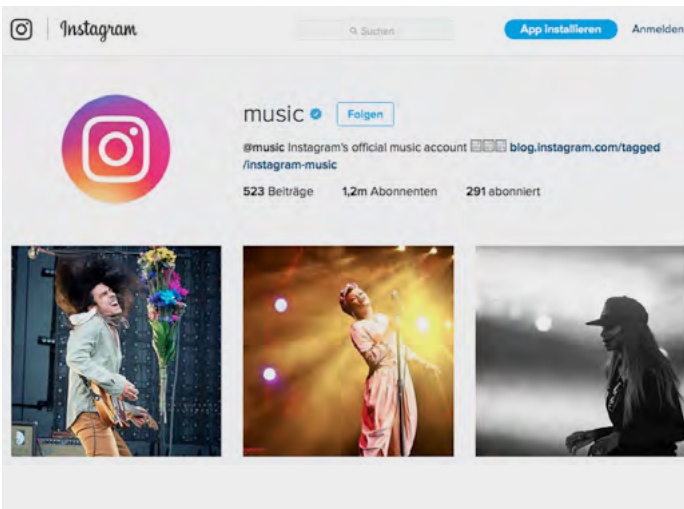 Instagram
Suchen
App installieren
Anmelden
music Folgen
@music Instagram's official music account blog.instagram.com/tagged
/instagram-music
523 Beiträge 1,2m Abonnenten 291 abonniert